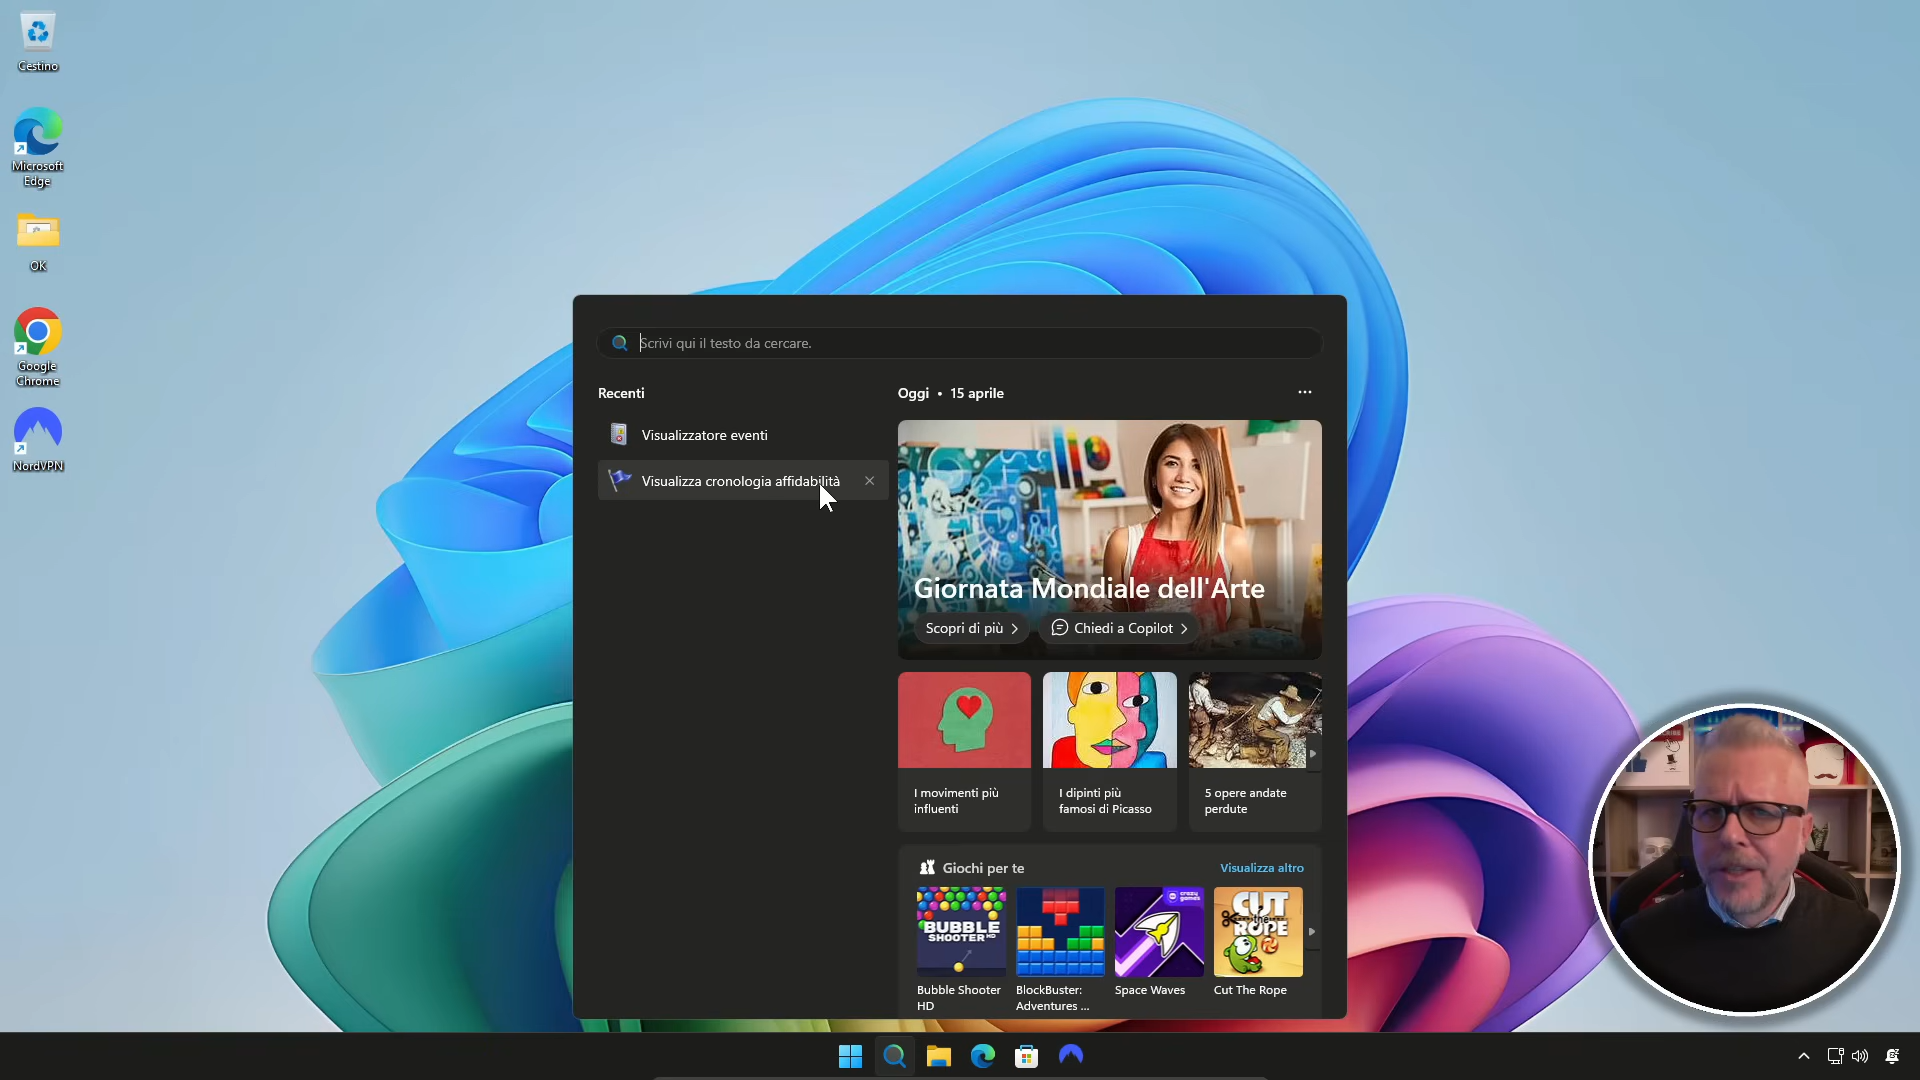 Cestino
Microsoft
Edge
OK
Google
Chrome
NordVPN
Scrivi qui il testo da cercare.
Recenti
Visualizzatore eventi
Visualizza cronologia affidabilità
Oggi • 15 aprile
Giornata Mondiale dell'Arte
Scopri di più
Chiedi a Copilot
I movimenti più
influenti
I dipinti più
famosi di Picasso
5 opere andate
perdute
Giochi per te
Visualizza altro
BUBBLE
SHOOTER HD
CUT
the
ROPE
crazy
games
Bubble Shooter
HD
BlockBuster:
Adventures ...
Space Waves
Cut The Rope